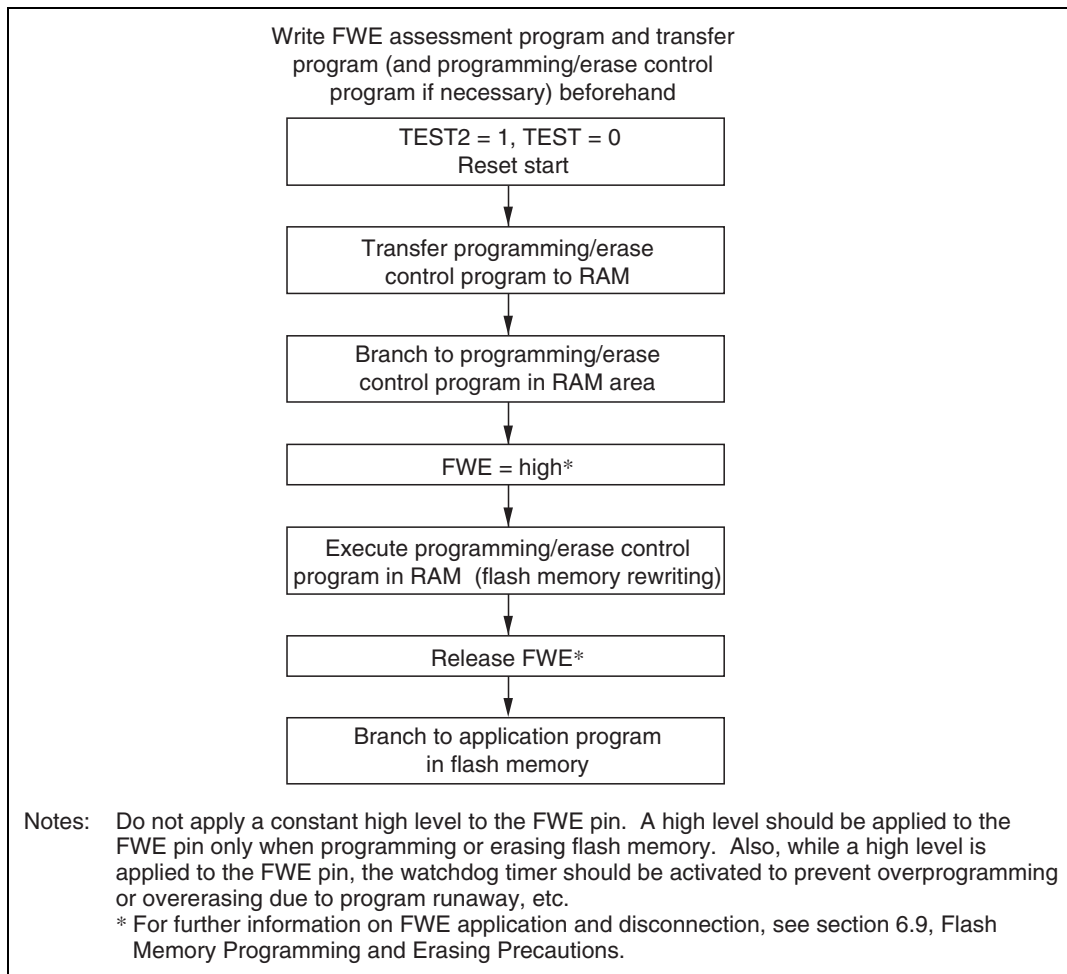 Write FWE assessment program and transfer
program (and programming/erase control
program if necessary) beforehand
TEST2 = 1, TEST = 0
Reset start
Transfer programming/erase
control program to RAM
Branch to programming/erase
control program in RAM area
FWE = high*
Execute programming/erase control
program in RAM (flash memory rewriting)
Release FWE*
Branch to application program
in flash memory
Notes: Do not apply a constant high level to the FWE pin. A high level should be applied to the
FWE pin only when programming or erasing flash memory. Also, while a high level is
applied to the FWE pin, the watchdog timer should be activated to prevent overprogramming
or overerasing due to program runaway, etc.
* For further information on FWE application and disconnection, see section 6.9, Flash
Memory Programming and Erasing Precautions.